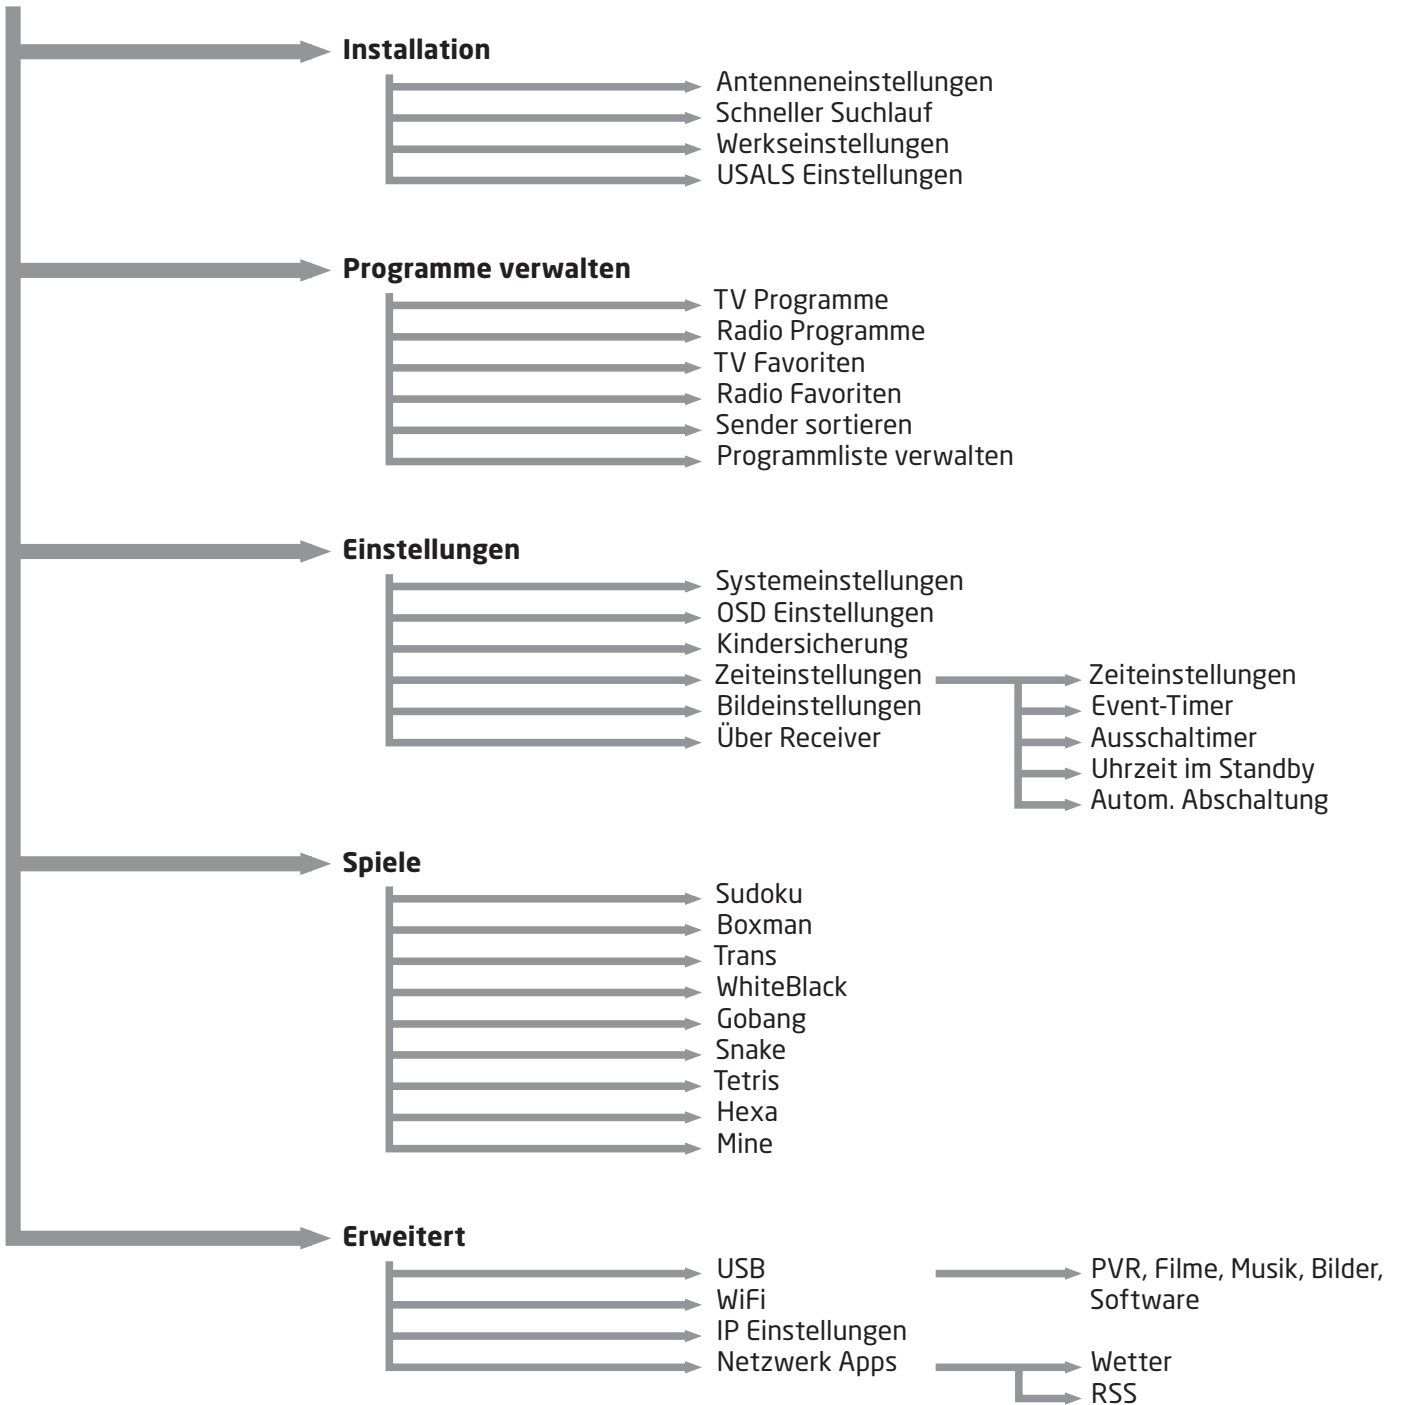 Installation
Antenneneinstellungen
Schneller Suchlauf
Werkseinstellungen
USALS Einstellungen
Programme verwalten
TV Programme
Radio Programme
TV Favoriten
Radio Favoriten
Sender sortieren
Programmliste verwalten
Einstellungen
Systemeinstellungen
OSD Einstellungen
Kindersicherung
Zeiteinstellungen
Bildeinstellungen
Über Receiver
Zeiteinstellungen
Event-Timer
Ausschaltimer
Uhrzeit im Standby
Autom. Abschaltung
Spiele
Sudoku
Boxman
Trans
WhiteBlack
Gobang
Snake
Tetris
Hexa
Mine
Erweitert
USB
PVR, Filme, Musik, Bilder,
Software
WiFi
IP Einstellungen
Netzwerk Apps
Wetter
RSS